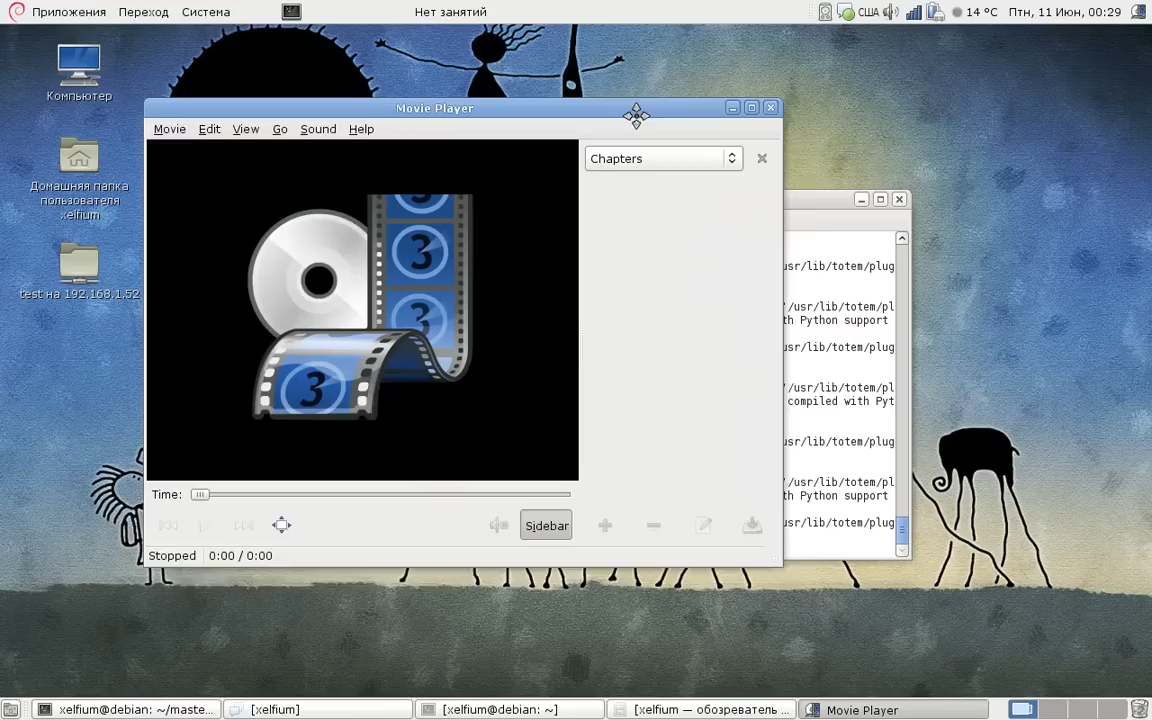 Приложения Переход Система Нет занятий США 14 °C Птн, 11 Июн, 00:29
Компьютер
Домашняя папка
пользователя
xelfium
test на 192.168.1.52
Movie Player
Movie Edit View Go Sound Help
Chapters
3
3
3
3
Time:
Sidebar
Stopped 0:00 / 0:00
usr/lib/totem/plug
'/usr/lib/totem/pl
th Python support
usr/lib/totem/plug
'/usr/lib/totem/pl
compiled with Pyt
usr/lib/totem/plug
'/usr/lib/totem/pl
th Python support
usr/lib/totem/plug
xelfium@debian: ~/maste... [xelfium] [xelfium@debian: ~] [xelfium — обозреватель ... Movie Player